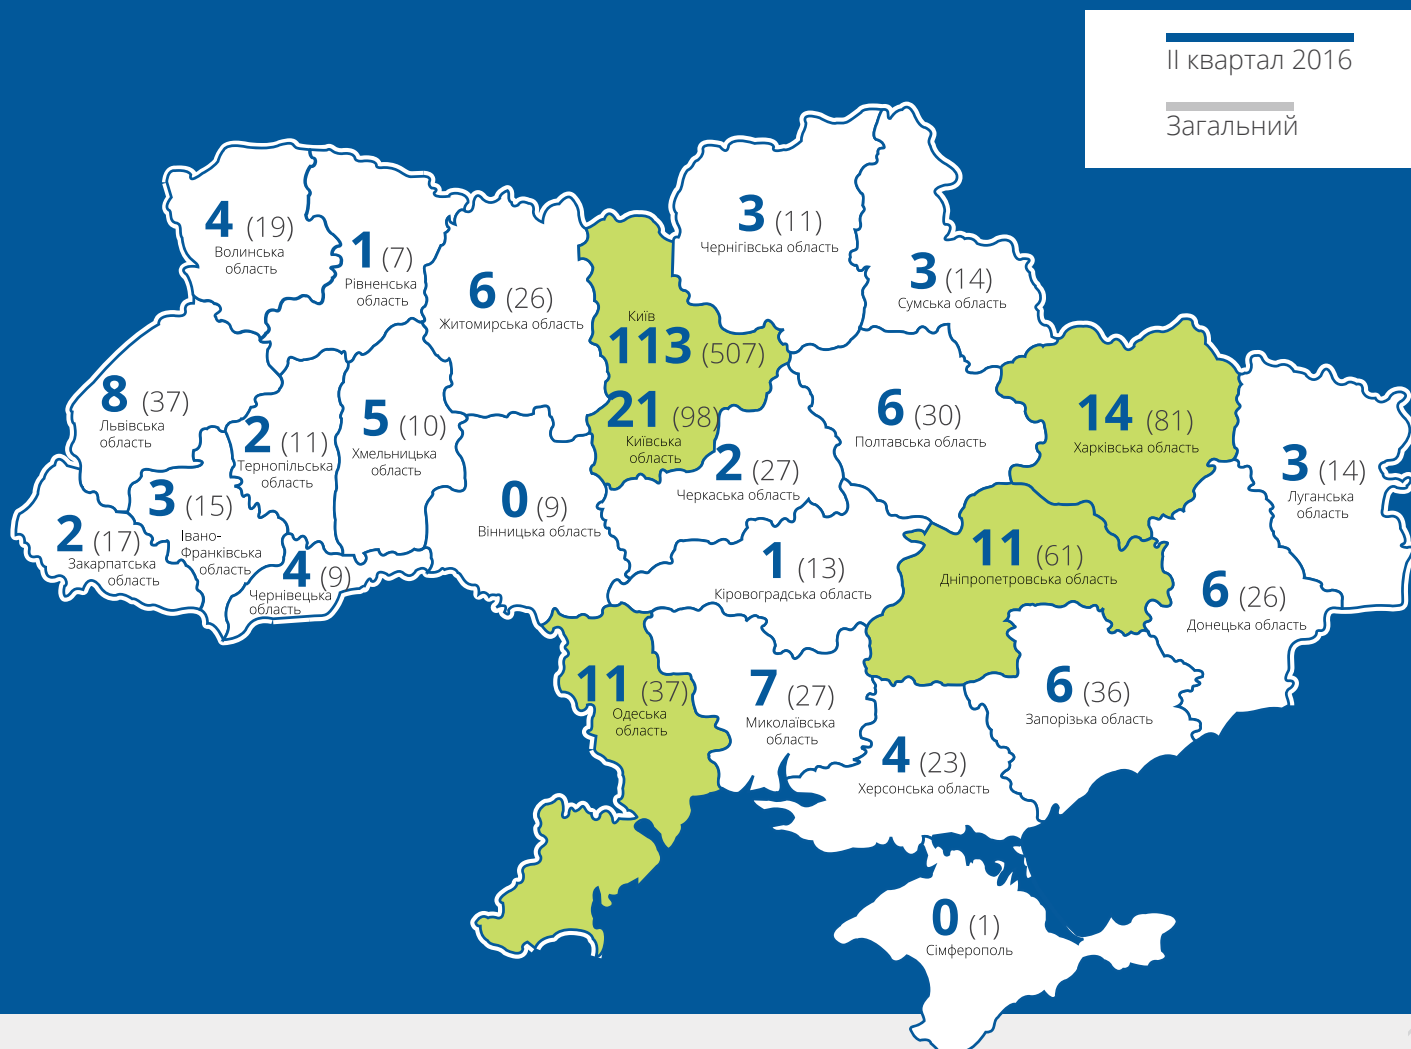 II квартал 2016
Загальний
4 (19)
Волинська
область
1 (7)
Рівненська
область
6 (26)
Житомирська область
Київ
113 (507)
21 (98)
Київська
область
3 (11)
Чернігівська область
3 (14)
Сумська область
8 (37)
Львівська
область
2 (11)
Тернопільська
область
5 (10)
Хмельницька
область
0 (9)
Вінницька область
2 (27)
Черкаська область
6 (30)
Полтавська область
14 (81)
Харківська область
3 (14)
Луганська
область
2 (17)
Закарпатська
область
3 (15)
Івано-
Франківська
область
4 (9)
Чернівецька
область
1 (13)
Кіровоградська область
11 (61)
Дніпропетровська область
6 (26)
Донецька область
11 (37)
Одеська
область
7 (27)
Миколаївська
область
4 (23)
Херсонська область
6 (36)
Запорізька область
0 (1)
Сімферополь